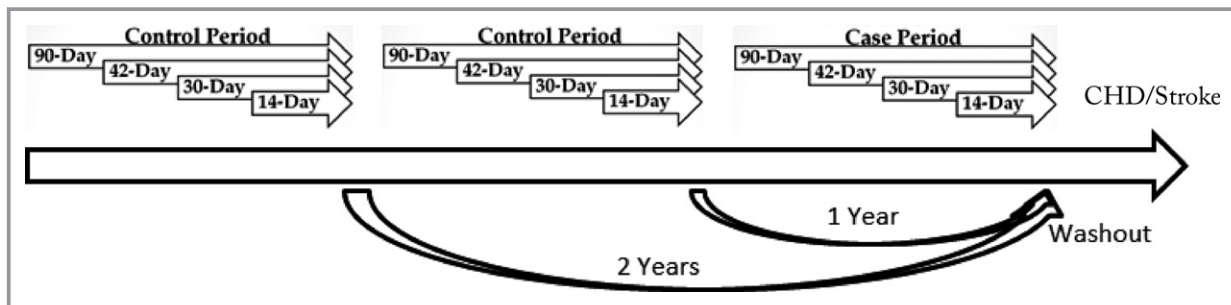 Control Period
90-Day
42-Day
30-Day
14-Day
Control Period
90-Day
42-Day
30-Day
14-Day
Case Period
90-Day
42-Day
30-Day
14-Day
CHD/Stroke
1 Year
Washout
2 Years